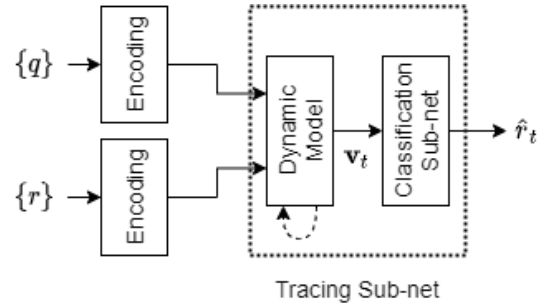 {q}
Encoding
{r}
Encoding
Dynamic
Model
v_t
Classification
Sub-net
r̂_t
Tracing Sub-net